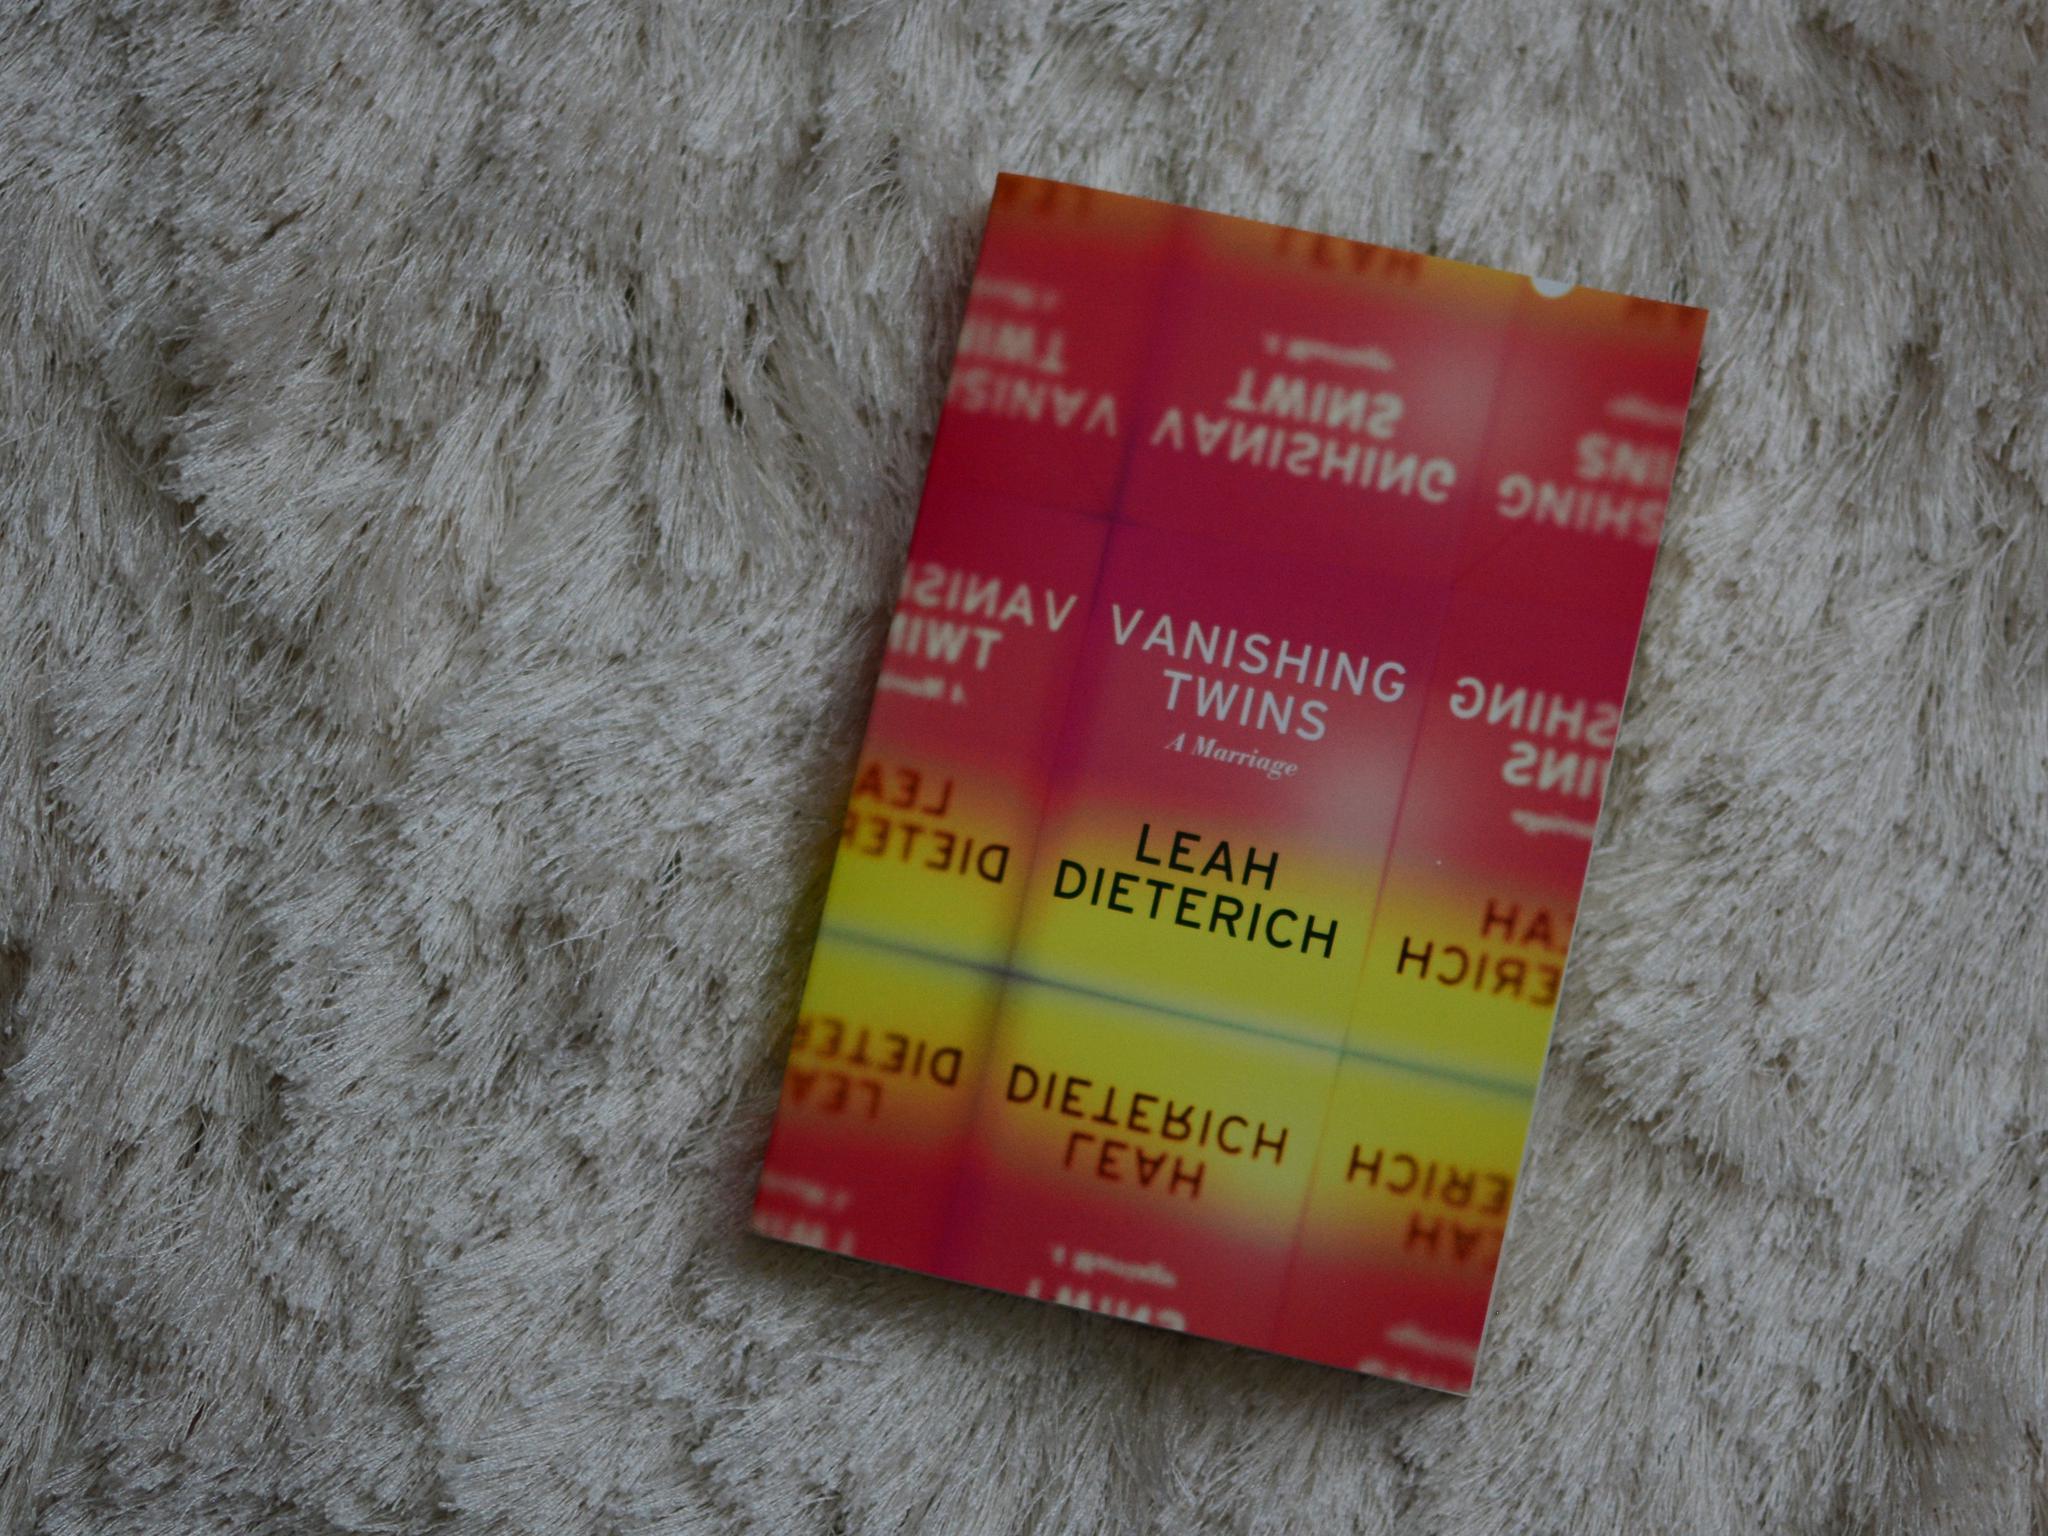 VANISHING
TWINS
A Marriage
LEAH
DIETERICH